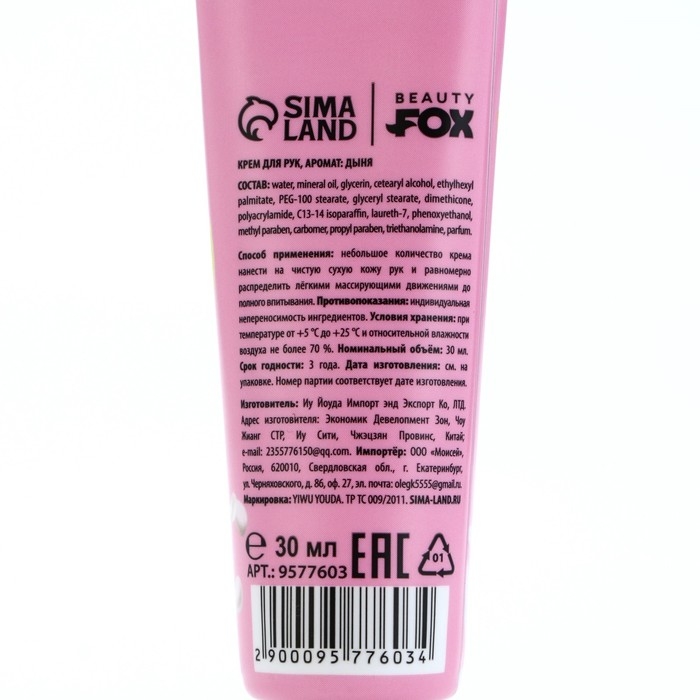 SIMA LAND
BEAUTY FOX
КРЕМ ДЛЯ РУК, АРОМАТ: ДЫНЯ
СОСТАВ: water, mineral oil, glycerin, cetearyl alcohol, ethylhexyl
palmitate, PEG-100 stearate, glyceryl stearate, dimethicone,
polyacrylamide, C13-14 isoparaffin, laureth-7, phenoxyethanol,
methyl paraben, carbomer, propyl paraben, triethanolamine, parfum.
Способ применения: небольшое количество крема
нанести на чистую сухую кожу рук и равномерно
распределить лёгкими массирующими движениями до
полного впитывания. Противопоказания: индивидуальная
непереносимость ингредиентов. Условия хранения: при
температуре от +5 °С до +25 °С и относительной влажности
воздуха не более 70 %. Номинальный объём: 30 мл.
Срок годности: 3 года. Дата изготовления: см. на
упаковке. Номер партии соответствует дате изготовления.
Изготовитель: Иу Йоуда Импорт энд Экспорт Ко, ЛТД.
Адрес изготовителя: Экономик Девелопмент Зон, Чоу
Жианг СТР, Иу Сити, Чжэцзян Провинс, Китай;
e-mail: 2355776150@qq.com. Импортёр: ООО «Моисей»,
Россия, 620010, Свердловская обл., г. Екатеринбург,
ул. Черняховского, д. 86, оф. 27, эл. почта: olegk5555@gmail.ru
Маркировка: YIWU YOUDA. ТР ТС 009/2011. SIMA-LAND.RU
℮ 30 мл EAC 01
АРТ.: 9577603
2 900095 776034